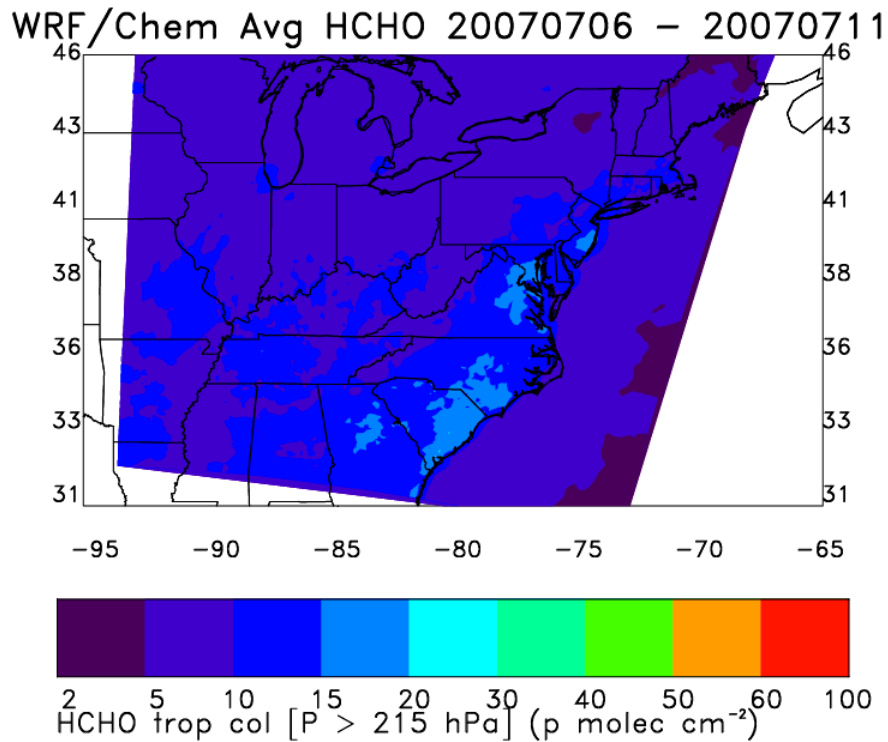 WRF/Chem Avg HCHO 20070706 − 20070711
46 46
43 43
41 41
38 38
36 36
33 33
31 31
−95 −90 −85 −80 −75 −70 −65
2 5 10 15 20 30 40 50 60 100
HCHO trop col [P > 215 hPa] (p molec cm⁻²)